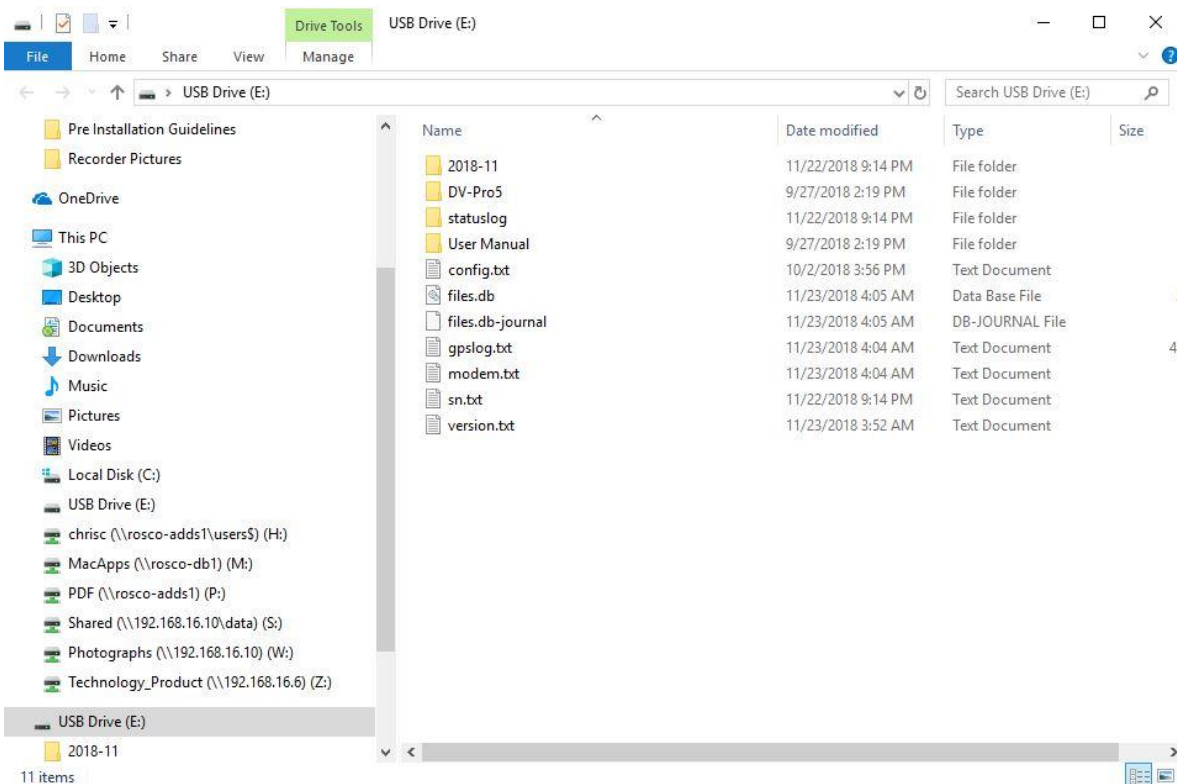 Drive Tools USB Drive (E:)
File Home Share View Manage
USB Drive (E:) Search USB Drive (E:)
Pre Installation Guidelines
Recorder Pictures
OneDrive
This PC
3D Objects
Desktop
Documents
Downloads
Music
Pictures
Videos
Local Disk (C:)
USB Drive (E:)
chrisc (\\rosco-adds1\users$) (H:)
MacApps (\\rosco-db1) (M:)
PDF (\\rosco-adds1) (P:)
Shared (\\192.168.16.10\data) (S:)
Photographs (\\192.168.16.10) (W:)
Technology_Product (\\192.168.16.6) (Z:)
USB Drive (E:)
2018-11
Name Date modified Type Size
2018-11 11/22/2018 9:14 PM File folder
DV-Pro5 9/27/2018 2:19 PM File folder
statuslog 11/22/2018 9:14 PM File folder
User Manual 9/27/2018 2:19 PM File folder
config.txt 10/2/2018 3:56 PM Text Document
files.db 11/23/2018 4:05 AM Data Base File
files.db-journal 11/23/2018 4:05 AM DB-JOURNAL File
gpslog.txt 11/23/2018 4:04 AM Text Document 4
modem.txt 11/23/2018 4:04 AM Text Document
sn.txt 11/22/2018 9:14 PM Text Document
version.txt 11/23/2018 3:52 AM Text Document
11 items